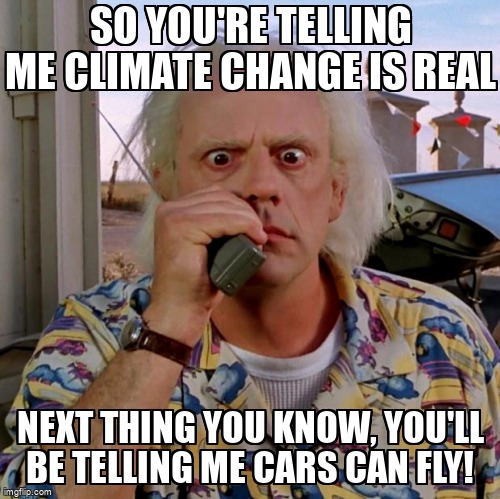 SO YOU'RE TELLING
ME CLIMATE CHANGE IS REAL
NEXT THING YOU KNOW, YOU'LL
BE TELLING ME CARS CAN FLY!
imgflip.com